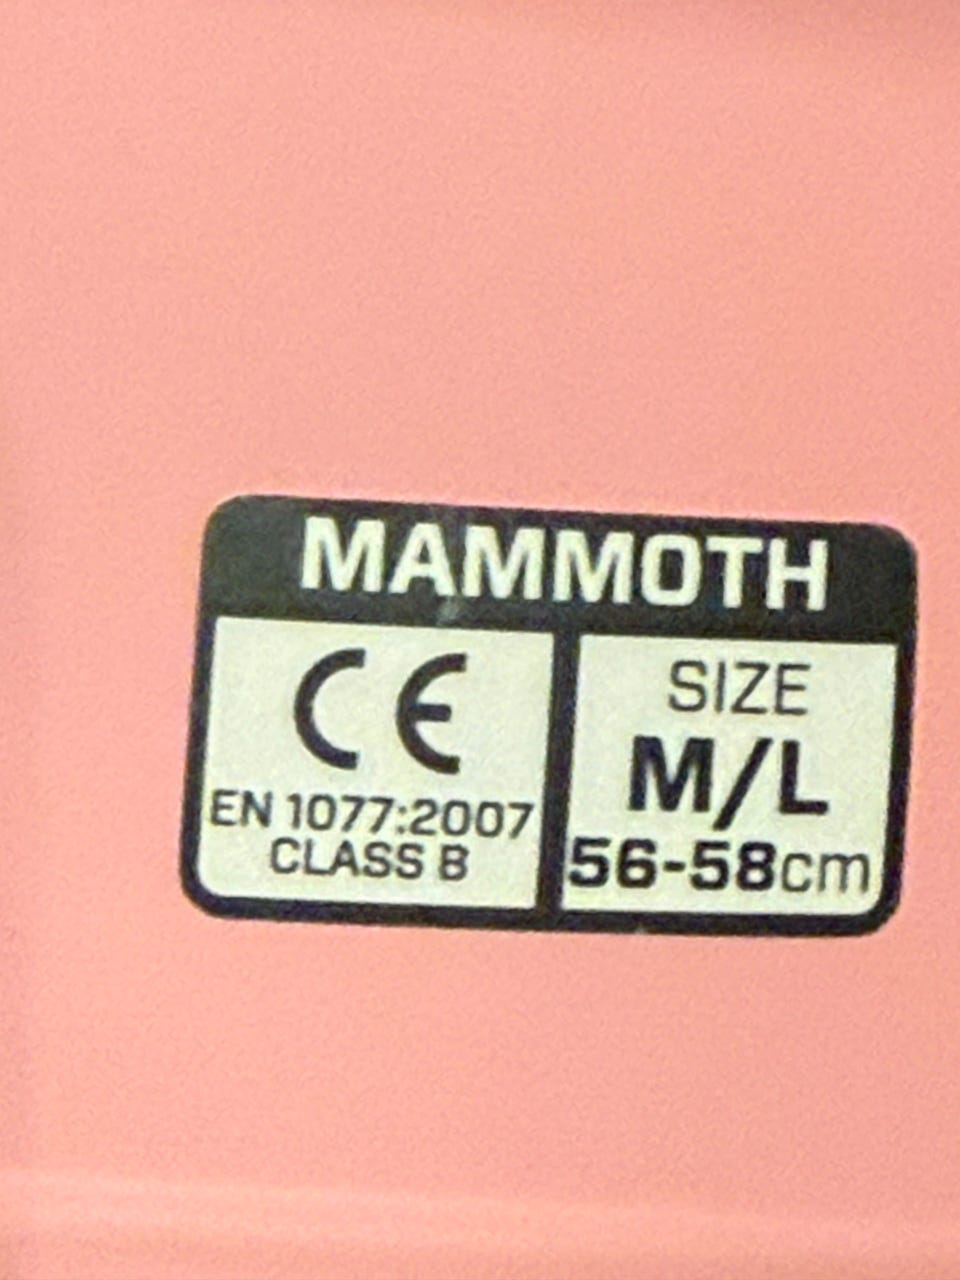 MAMMOTH
CE
EN 1077:2007
CLASS B
SIZE
M/L
56-58cm